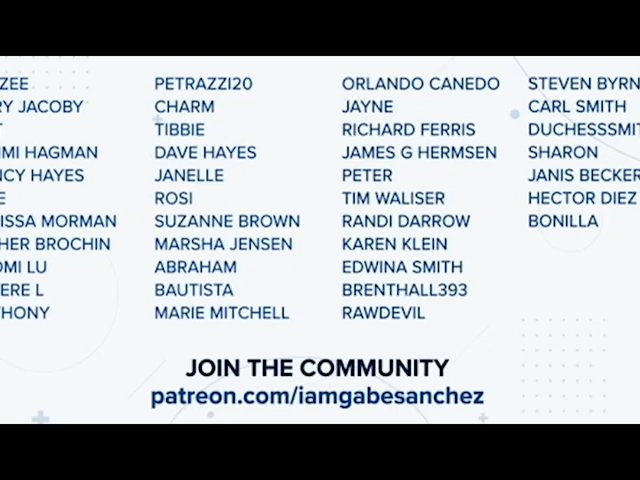 ZEE
RY JACOBY
MI HAGMAN
NCY HAYES
E
ISSA MORMAN
HER BROCHIN
OMI LU
ERE L
HONY
PETRAZZI20
CHARM
TIBBIE
DAVE HAYES
JANELLE
ROSI
SUZANNE BROWN
MARSHA JENSEN
ABRAHAM
BAUTISTA
MARIE MITCHELL
ORLANDO CANEDO
JAYNE
RICHARD FERRIS
JAMES G HERMSEN
PETER
TIM WALISER
RANDI DARROW
KAREN KLEIN
EDWINA SMITH
BRENTHALL393
RAWDEVIL
STEVEN BYRN
CARL SMITH
DUCHESSSMIT
SHARON
JANIS BECKER
HECTOR DIEZ
BONILLA
JOIN THE COMMUNITY
patreon.com/iamgabesanchez